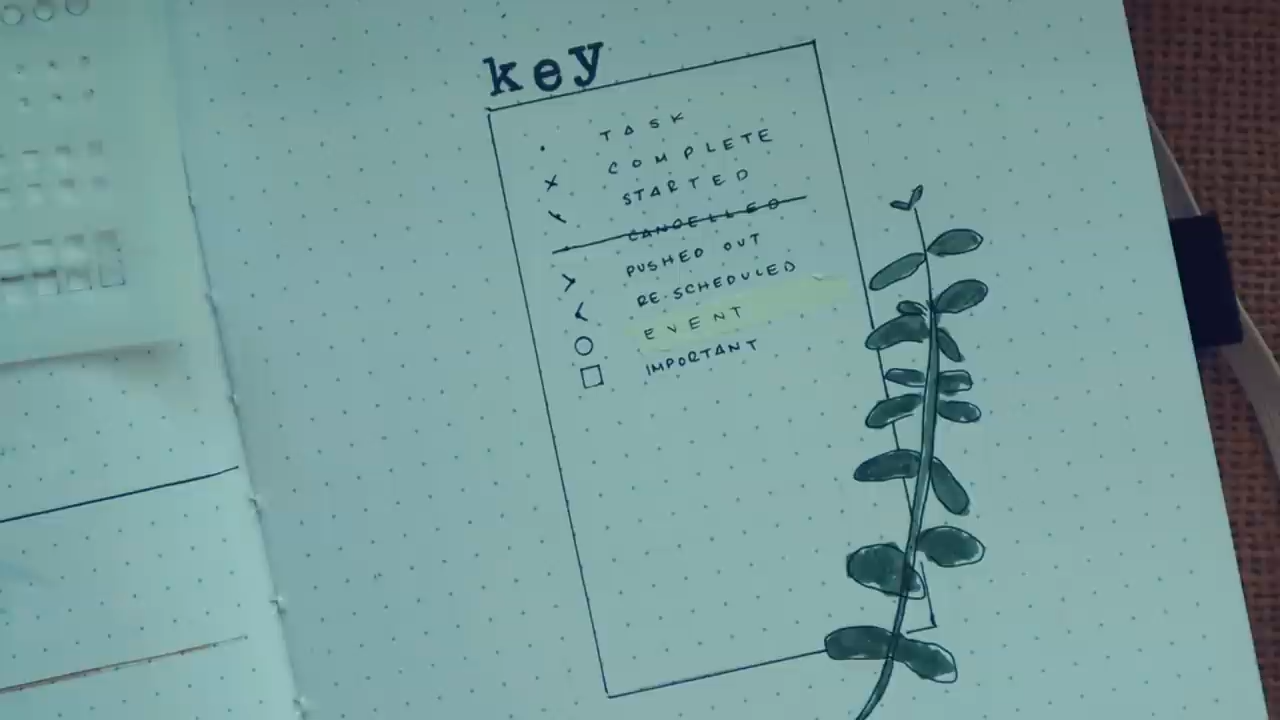 key
. TASK
x COMPLETE
\ STARTED
CANCELLED
> PUSHED OUT
< RE-SCHEDULED
○ EVENT
□ IMPORTANT